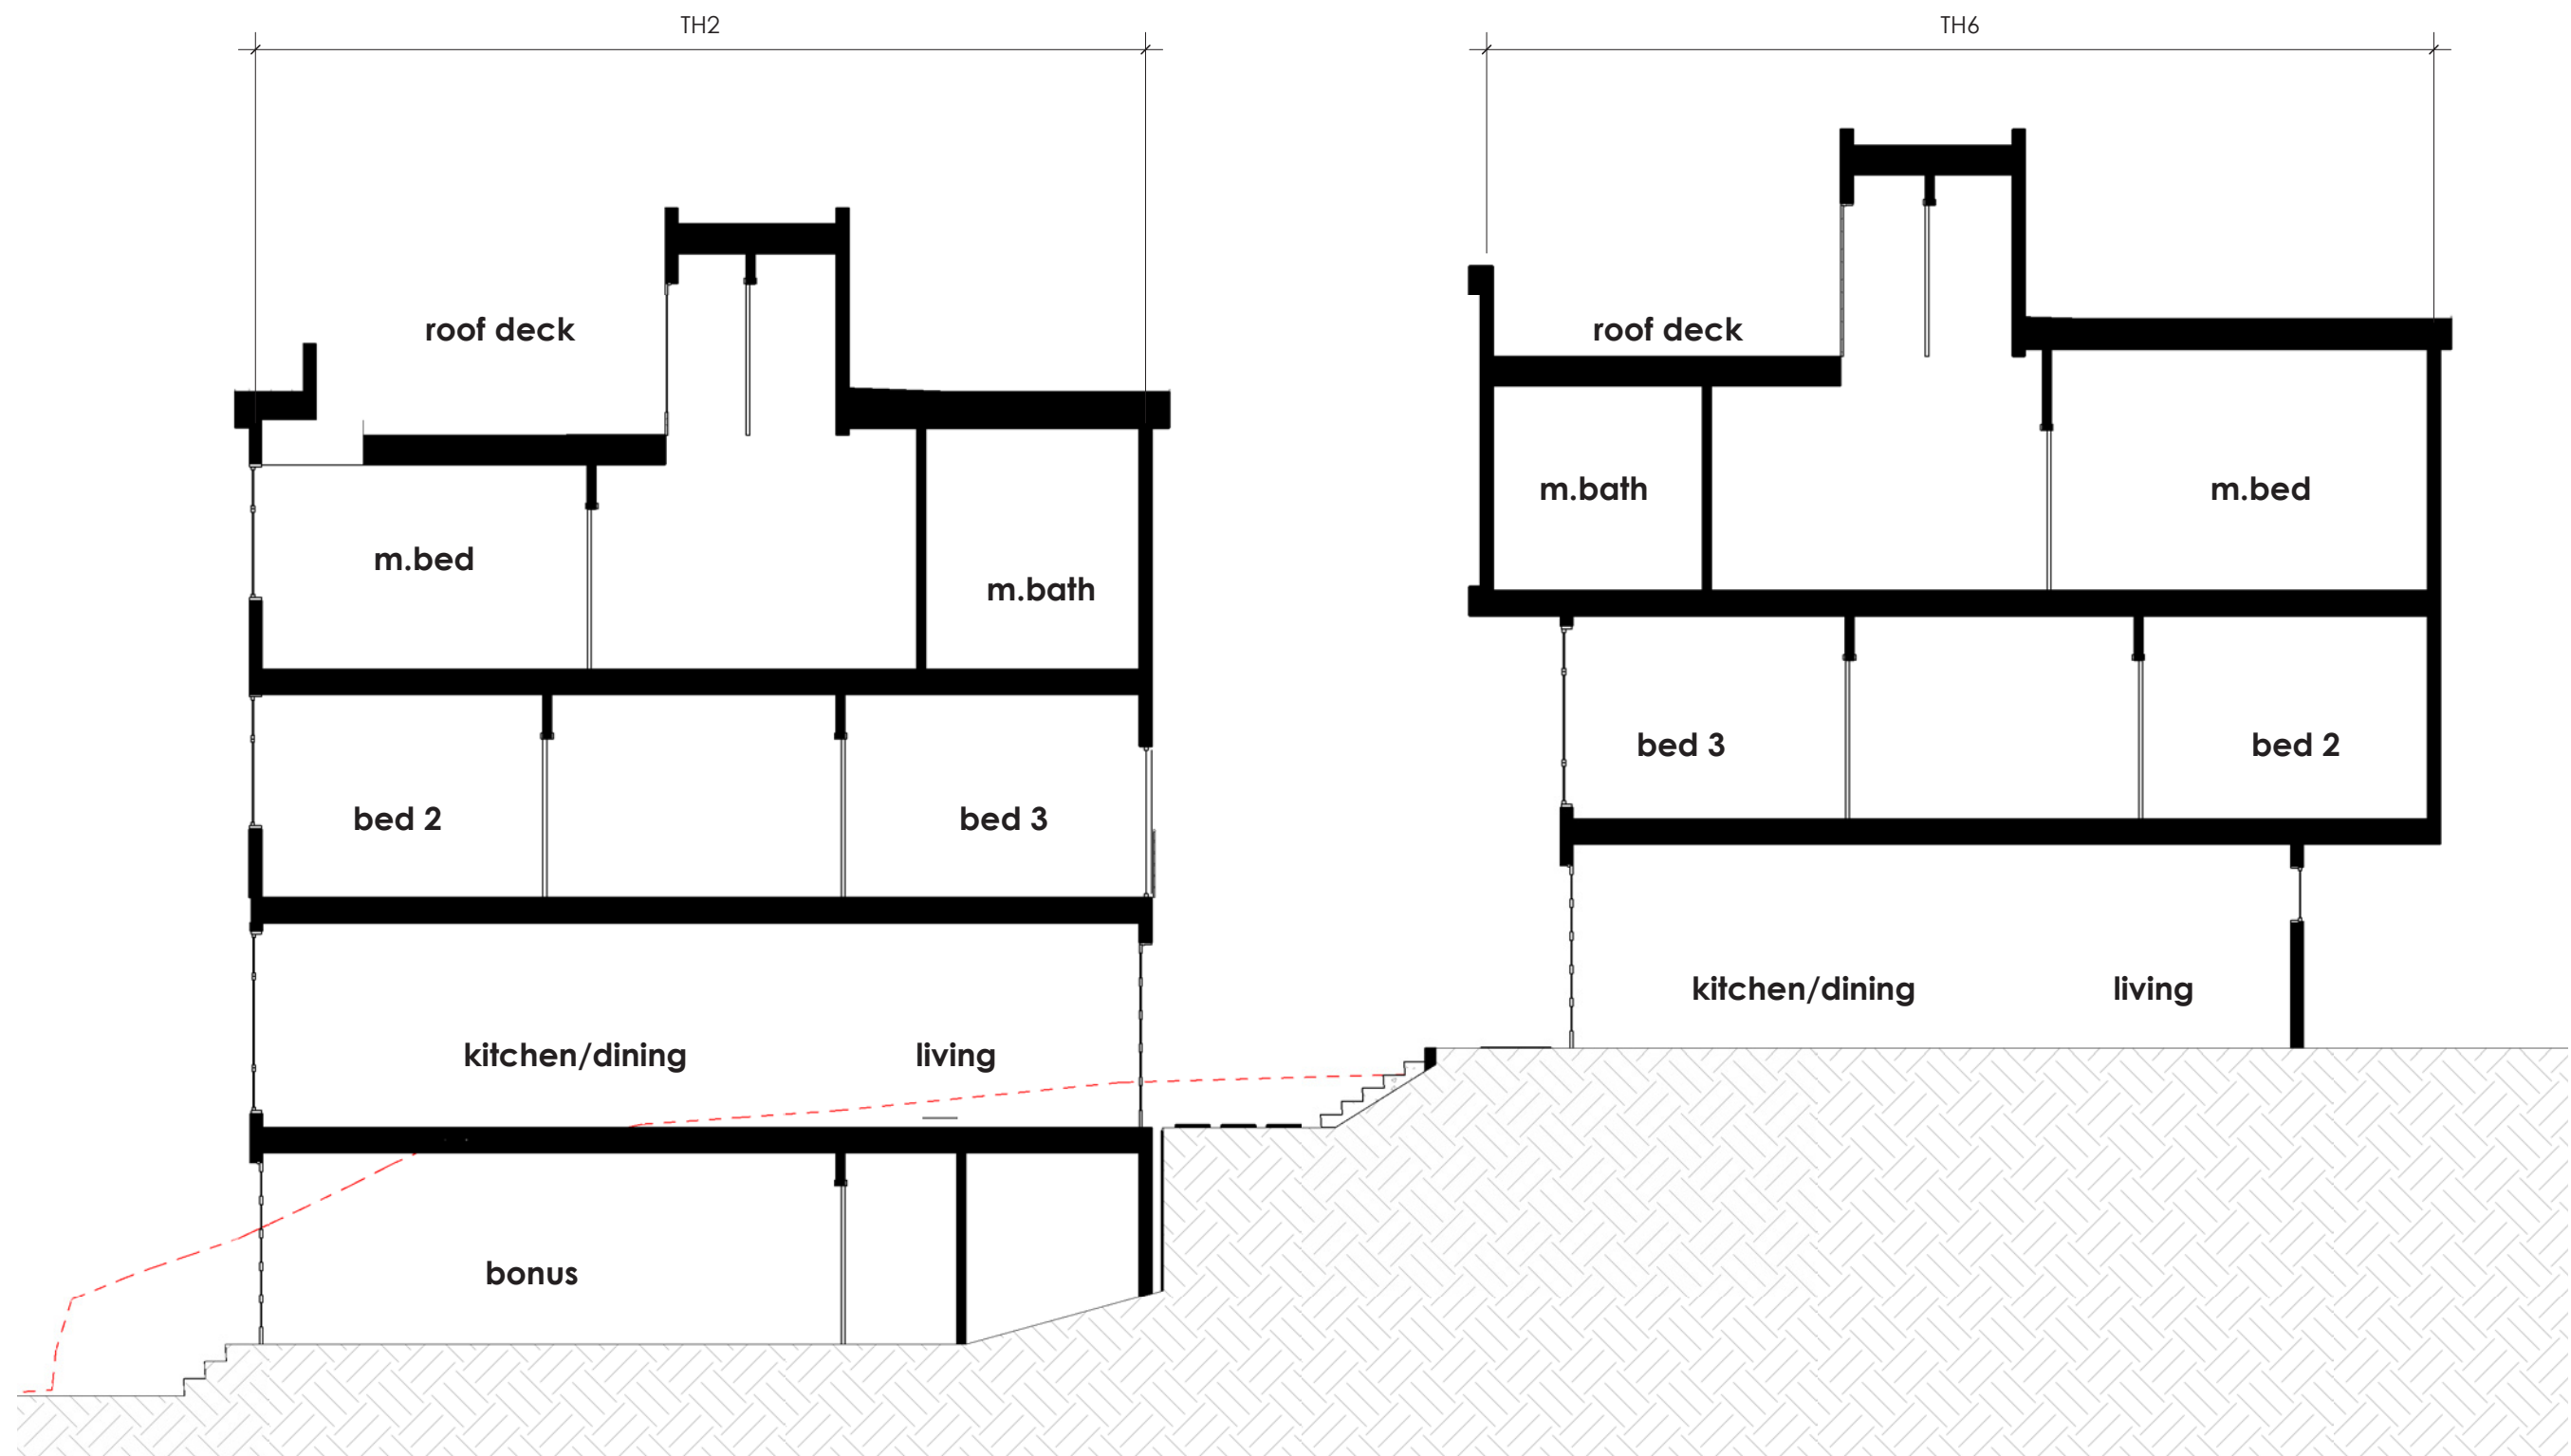 TH2
TH6
roof deck
roof deck
m.bed
m.bath
m.bath
m.bed
bed 2
bed 3
bed 3
bed 2
kitchen/dining
living
kitchen/dining
living
bonus